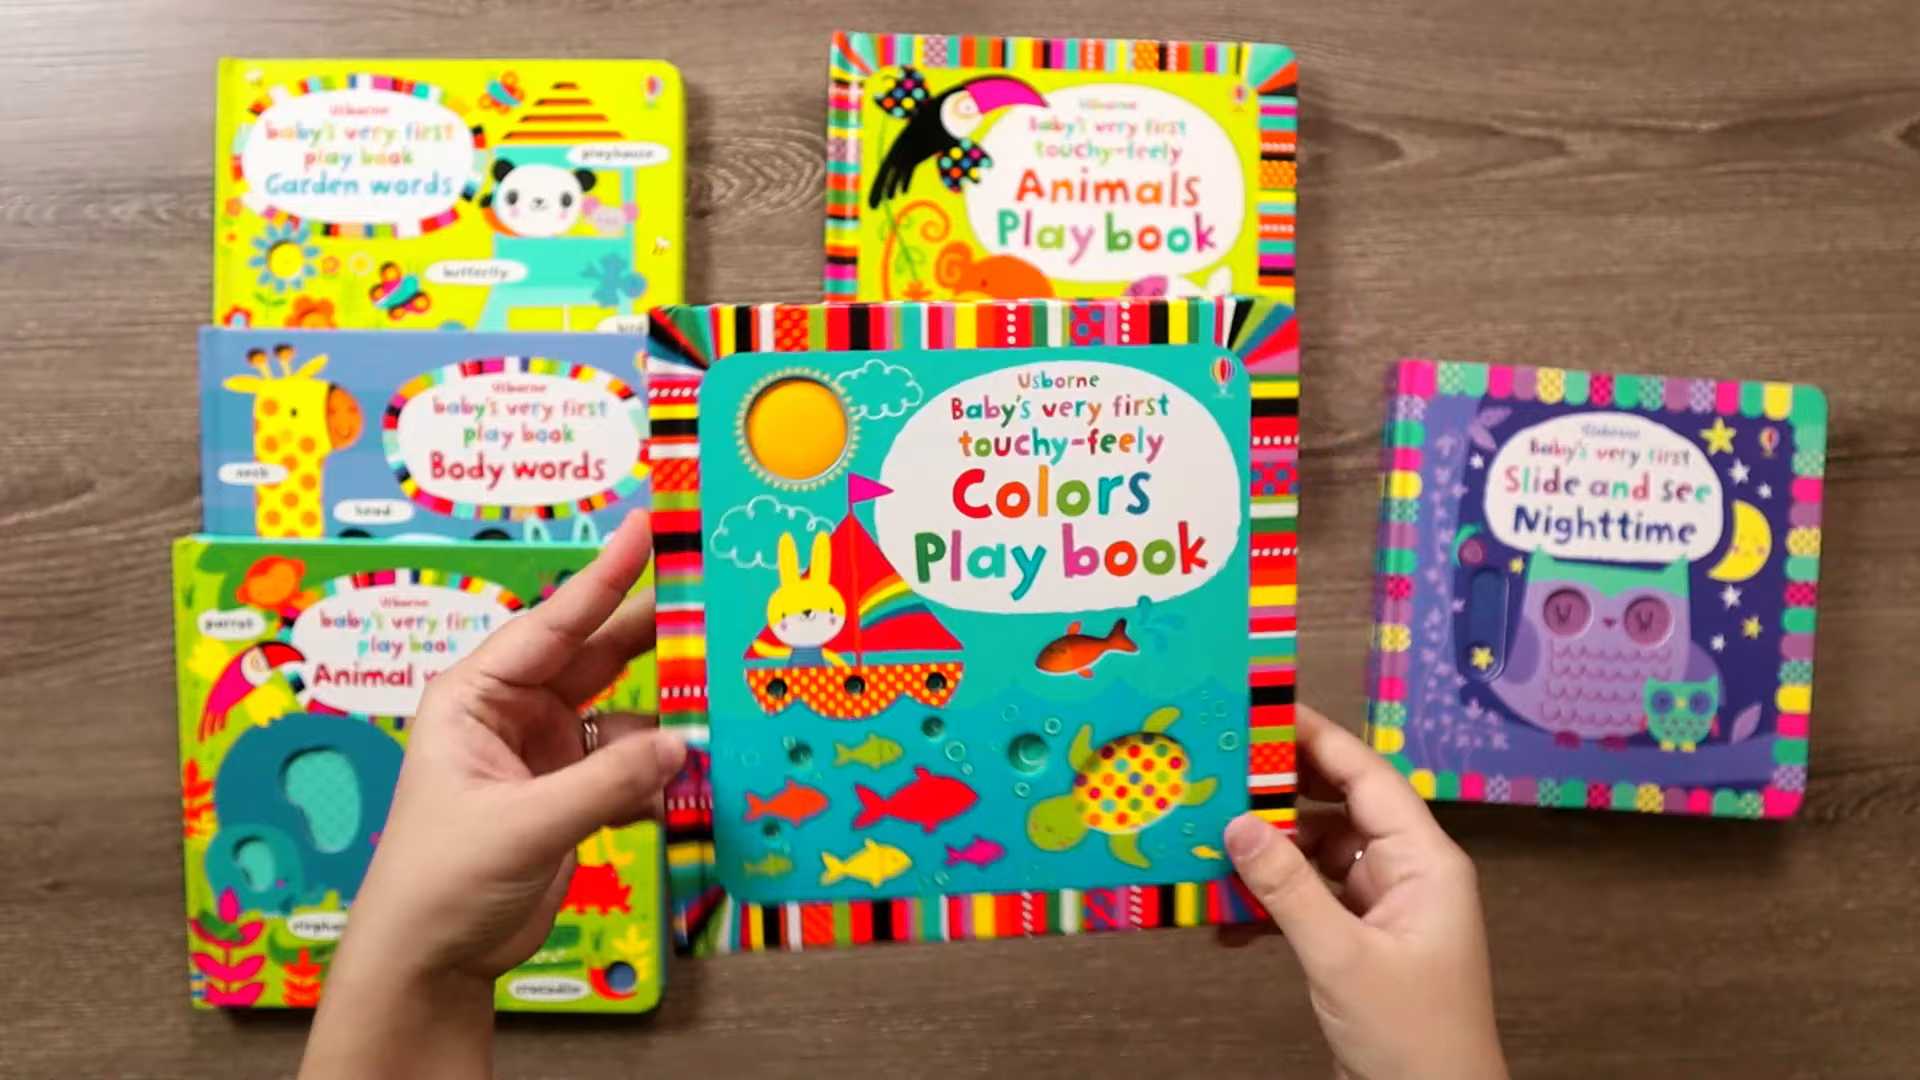 Usborne
baby's very first
play book
Garden words
playhouse
butterfly
Usborne
Baby's very first
touchy-feely
Animals
Play book
Usborne
baby's very first
play book
Body words
neck
head
Usborne
Baby's very first
touchy-feely
Colors
Play book
Usborne
Baby's very first
Slide and see
Nighttime
Usborne
baby's very first
play book
Animal
parrot
crocodile